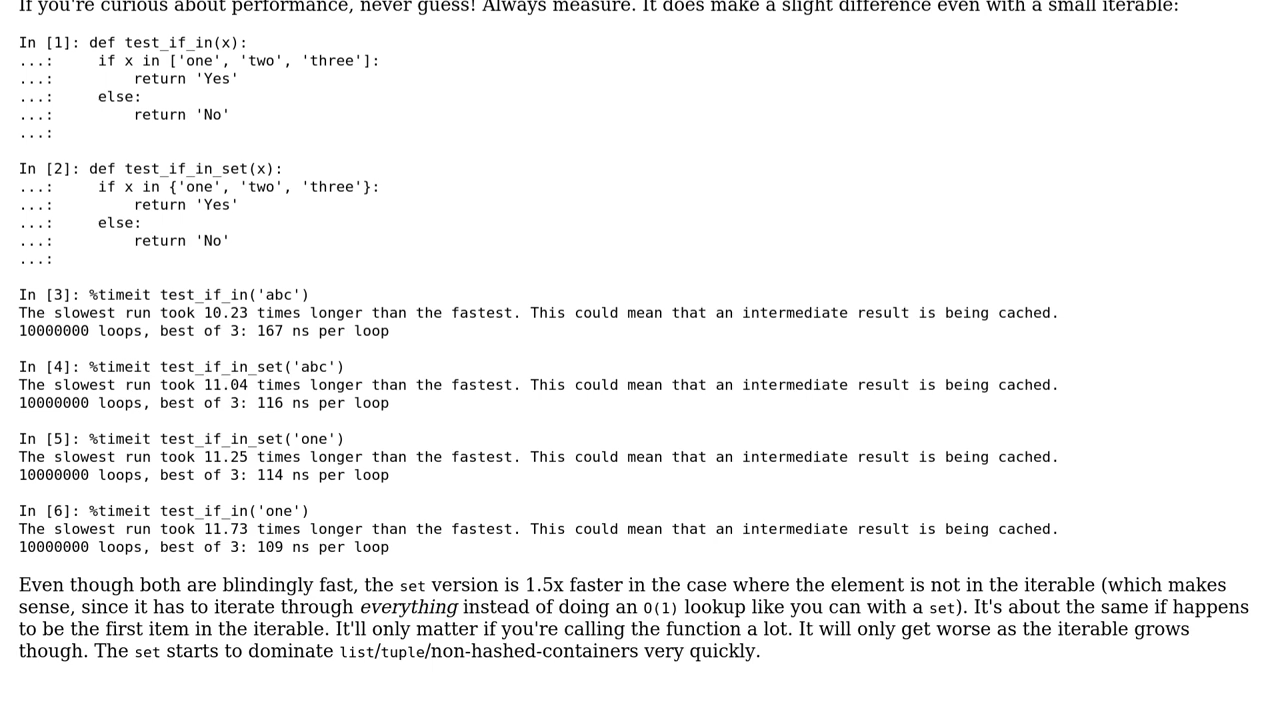 If you're curious about performance, never guess! Always measure. It does make a slight difference even with a small iterable:
In [1]: def test_if_in(x):
...:     if x in ['one', 'two', 'three']:
...:         return 'Yes'
...:     else:
...:         return 'No'
...:
In [2]: def test_if_in_set(x):
...:     if x in {'one', 'two', 'three'}:
...:         return 'Yes'
...:     else:
...:         return 'No'
...:
In [3]: %timeit test_if_in('abc')
The slowest run took 10.23 times longer than the fastest. This could mean that an intermediate result is being cached.
10000000 loops, best of 3: 167 ns per loop
In [4]: %timeit test_if_in_set('abc')
The slowest run took 11.04 times longer than the fastest. This could mean that an intermediate result is being cached.
10000000 loops, best of 3: 116 ns per loop
In [5]: %timeit test_if_in_set('one')
The slowest run took 11.25 times longer than the fastest. This could mean that an intermediate result is being cached.
10000000 loops, best of 3: 114 ns per loop
In [6]: %timeit test_if_in('one')
The slowest run took 11.73 times longer than the fastest. This could mean that an intermediate result is being cached.
10000000 loops, best of 3: 109 ns per loop
Even though both are blindingly fast, the set version is 1.5x faster in the case where the element is not in the iterable (which makes
sense, since it has to iterate through everything instead of doing an O(1) lookup like you can with a set). It's about the same if happens
to be the first item in the iterable. It'll only matter if you're calling the function a lot. It will only get worse as the iterable grows
though. The set starts to dominate list/tuple/non-hashed-containers very quickly.